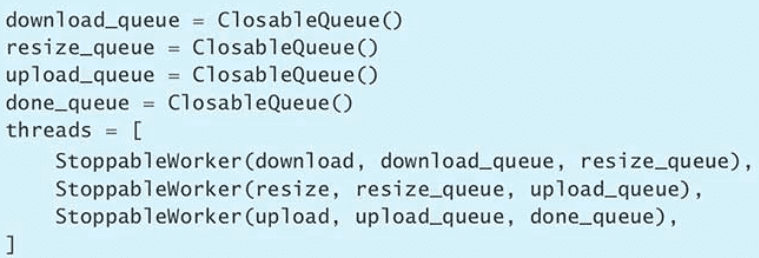 download_queue = ClosableQueue()
resize_queue = ClosableQueue()
upload_queue = ClosableQueue()
done_queue = ClosableQueue()
threads = [
    StoppableWorker(download, download_queue, resize_queue),
    StoppableWorker(resize, resize_queue, upload_queue),
    StoppableWorker(upload, upload_queue, done_queue),
]